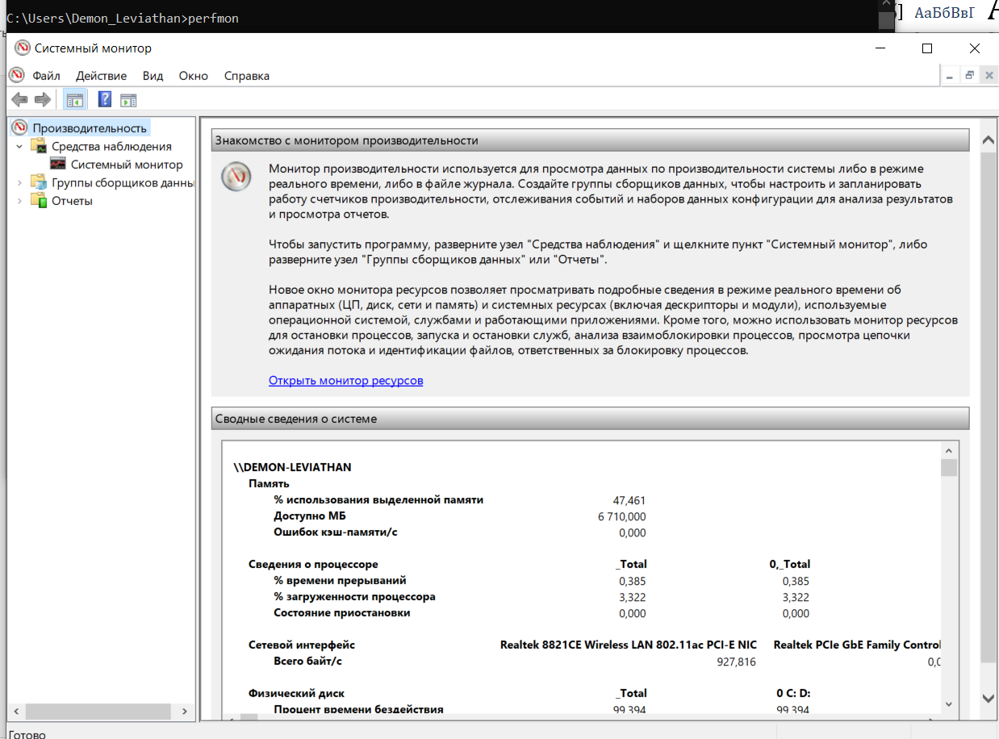 C:\Users\Demon_Leviathan>perfmon
АаБбВвГ
Системный монитор
Файл Действие Вид Окно Справка
Производительность
Средства наблюдения
Системный монитор
Группы сборщиков данны
Отчеты
Знакомство с монитором производительности
Монитор производительности используется для просмотра данных по производительности системы либо в режиме
реального времени, либо в файле журнала. Создайте группы сборщиков данных, чтобы настроить и запланировать
работу счетчиков производительности, отслеживания событий и наборов данных конфигурации для анализа результатов
и просмотра отчетов.
Чтобы запустить программу, разверните узел "Средства наблюдения" и щелкните пункт "Системный монитор", либо
разверните узел "Группы сборщиков данных" или "Отчеты".
Новое окно монитора ресурсов позволяет просматривать подробные сведения в режиме реального времени об
аппаратных (ЦП, диск, сети и память) и системных ресурсах (включая дескрипторы и модули), используемые
операционной системой, службами и работающими приложениями. Кроме того, можно использовать монитор ресурсов
для остановки процессов, запуска и остановки служб, анализа взаимоблокировки процессов, просмотра цепочки
ожидания потока и идентификации файлов, ответственных за блокировку процессов.
Открыть монитор ресурсов
Сводные сведения о системе
\\DEMON-LEVIATHAN
Память
% использования выделенной памяти 47,461
Доступно МБ 6 710,000
Ошибок кэш-памяти/с 0,000
Сведения о процессоре _Total 0,_Total
% времени прерываний 0,385 0,385
% загруженности процессора 3,322 3,322
Состояние приостановки 0,000 0,000
Сетевой интерфейс Realtek 8821CE Wireless LAN 802.11ac PCI-E NIC Realtek PCIe GbE Family Control
Всего байт/с 927,816 0,0
Физический диск _Total 0 C: D:
Процент времени бездействия 99,394 99,394
Готово